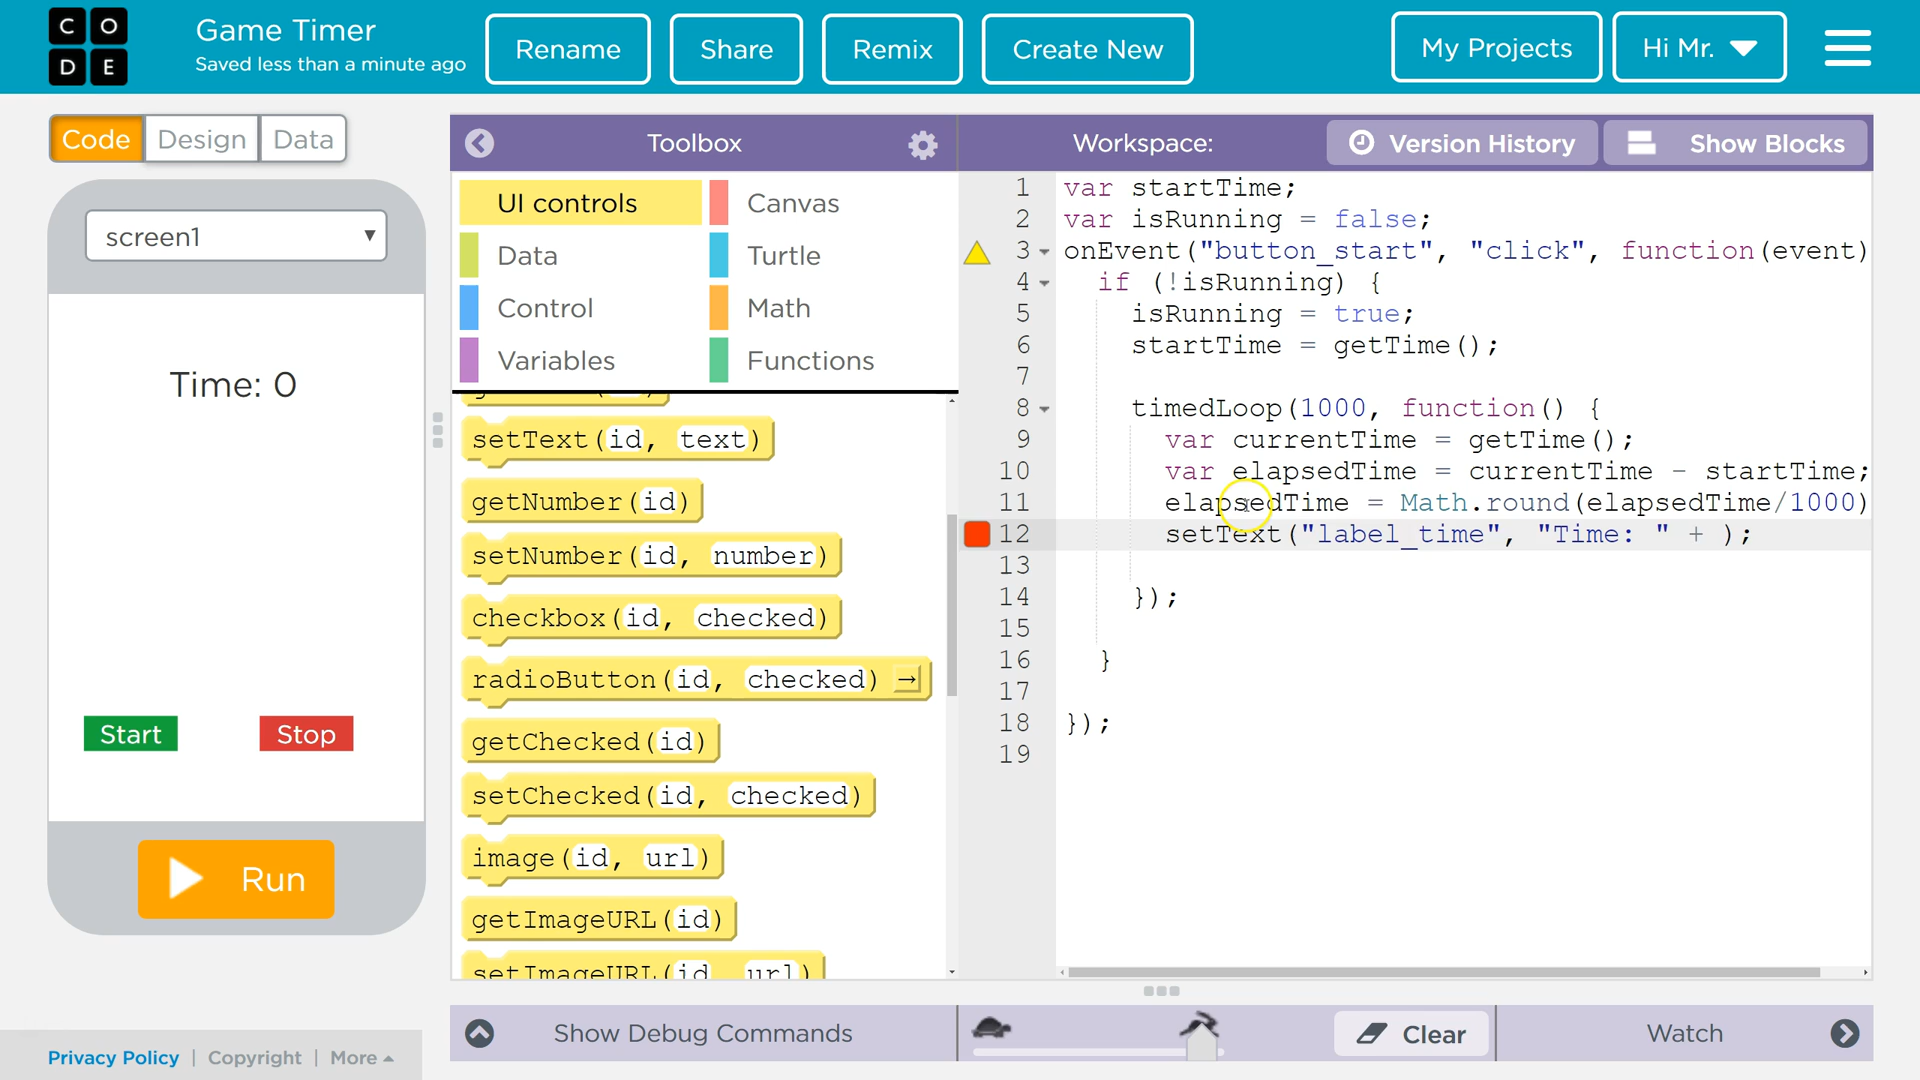 C O
D E
Game Timer
Saved less than a minute ago
Rename
Share
Remix
Create New
My Projects
Hi Mr.
Code
Design
Data
screen1
Time: 0
Start
Stop
Run
Privacy Policy | Copyright | More
Toolbox
UI controls
Canvas
Data
Turtle
Control
Math
Variables
Functions
setText(id, text)
getNumber(id)
setNumber(id, number)
checkbox(id, checked)
radioButton(id, checked) →
getChecked(id)
setChecked(id, checked)
image(id, url)
getImageURL(id)
setImageURL(id, url)
Workspace:
Version History
Show Blocks
1 var startTime;
2 var isRunning = false;
3 onEvent("button_start", "click", function(event)
4 if (!isRunning) {
5 isRunning = true;
6 startTime = getTime();
7
8 timedLoop(1000, function() {
9 var currentTime = getTime();
10 var elapsedTime = currentTime - startTime;
11 elapsedTime = Math.round(elapsedTime/1000)
12 setText("label_time", "Time: " + );
13
14 });
15
16 }
17
18 });
19
Show Debug Commands
Clear
Watch